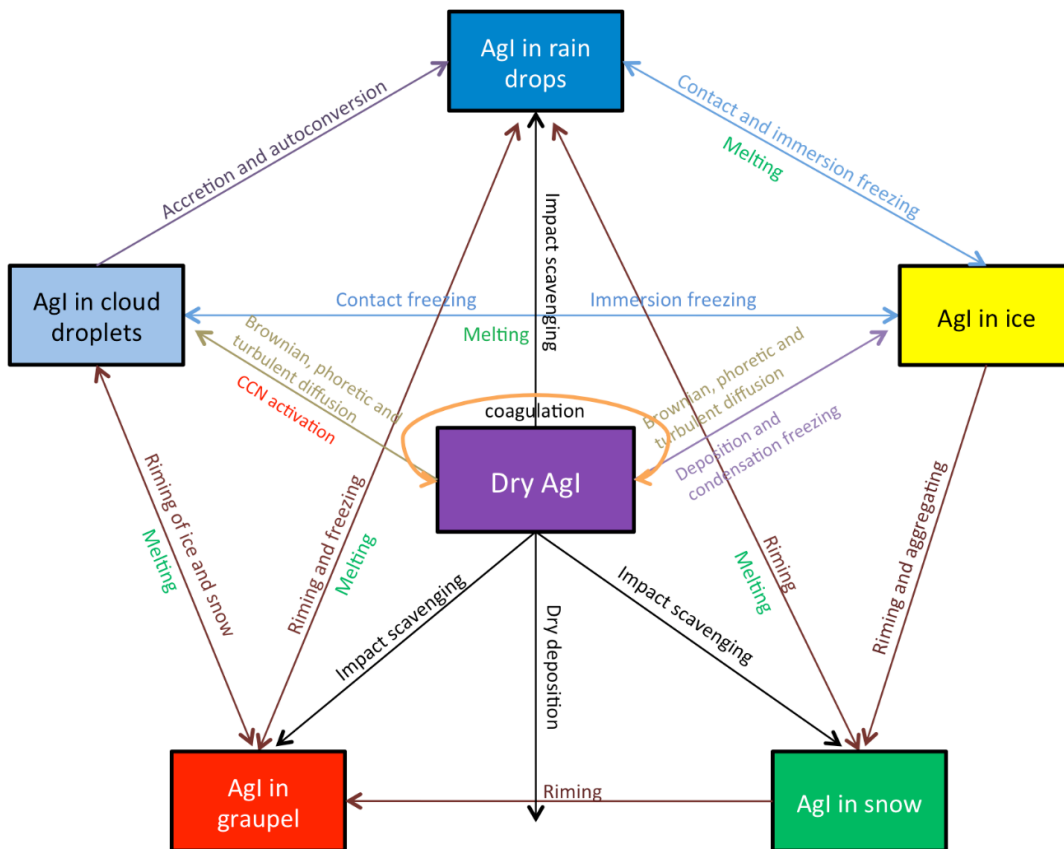 AgI in rain
drops
Contact and immersion freezing
Melting
Accretion and autoconversion
Impact scavenging
AgI in cloud
droplets
Contact freezing
Immersion freezing
Melting
AgI in ice
Brownian, phoretic and
turbulent diffusion
CCN activation
coagulation
Brownian, phoretic and
turbulent diffusion
Deposition and
condensation freezing
Dry AgI
Riming of ice and snow
Melting
Riming and freezing
Melting
Riming
Melting
Riming and aggregating
Impact scavenging
Dry deposition
Impact scavenging
AgI in
graupel
Riming
AgI in snow